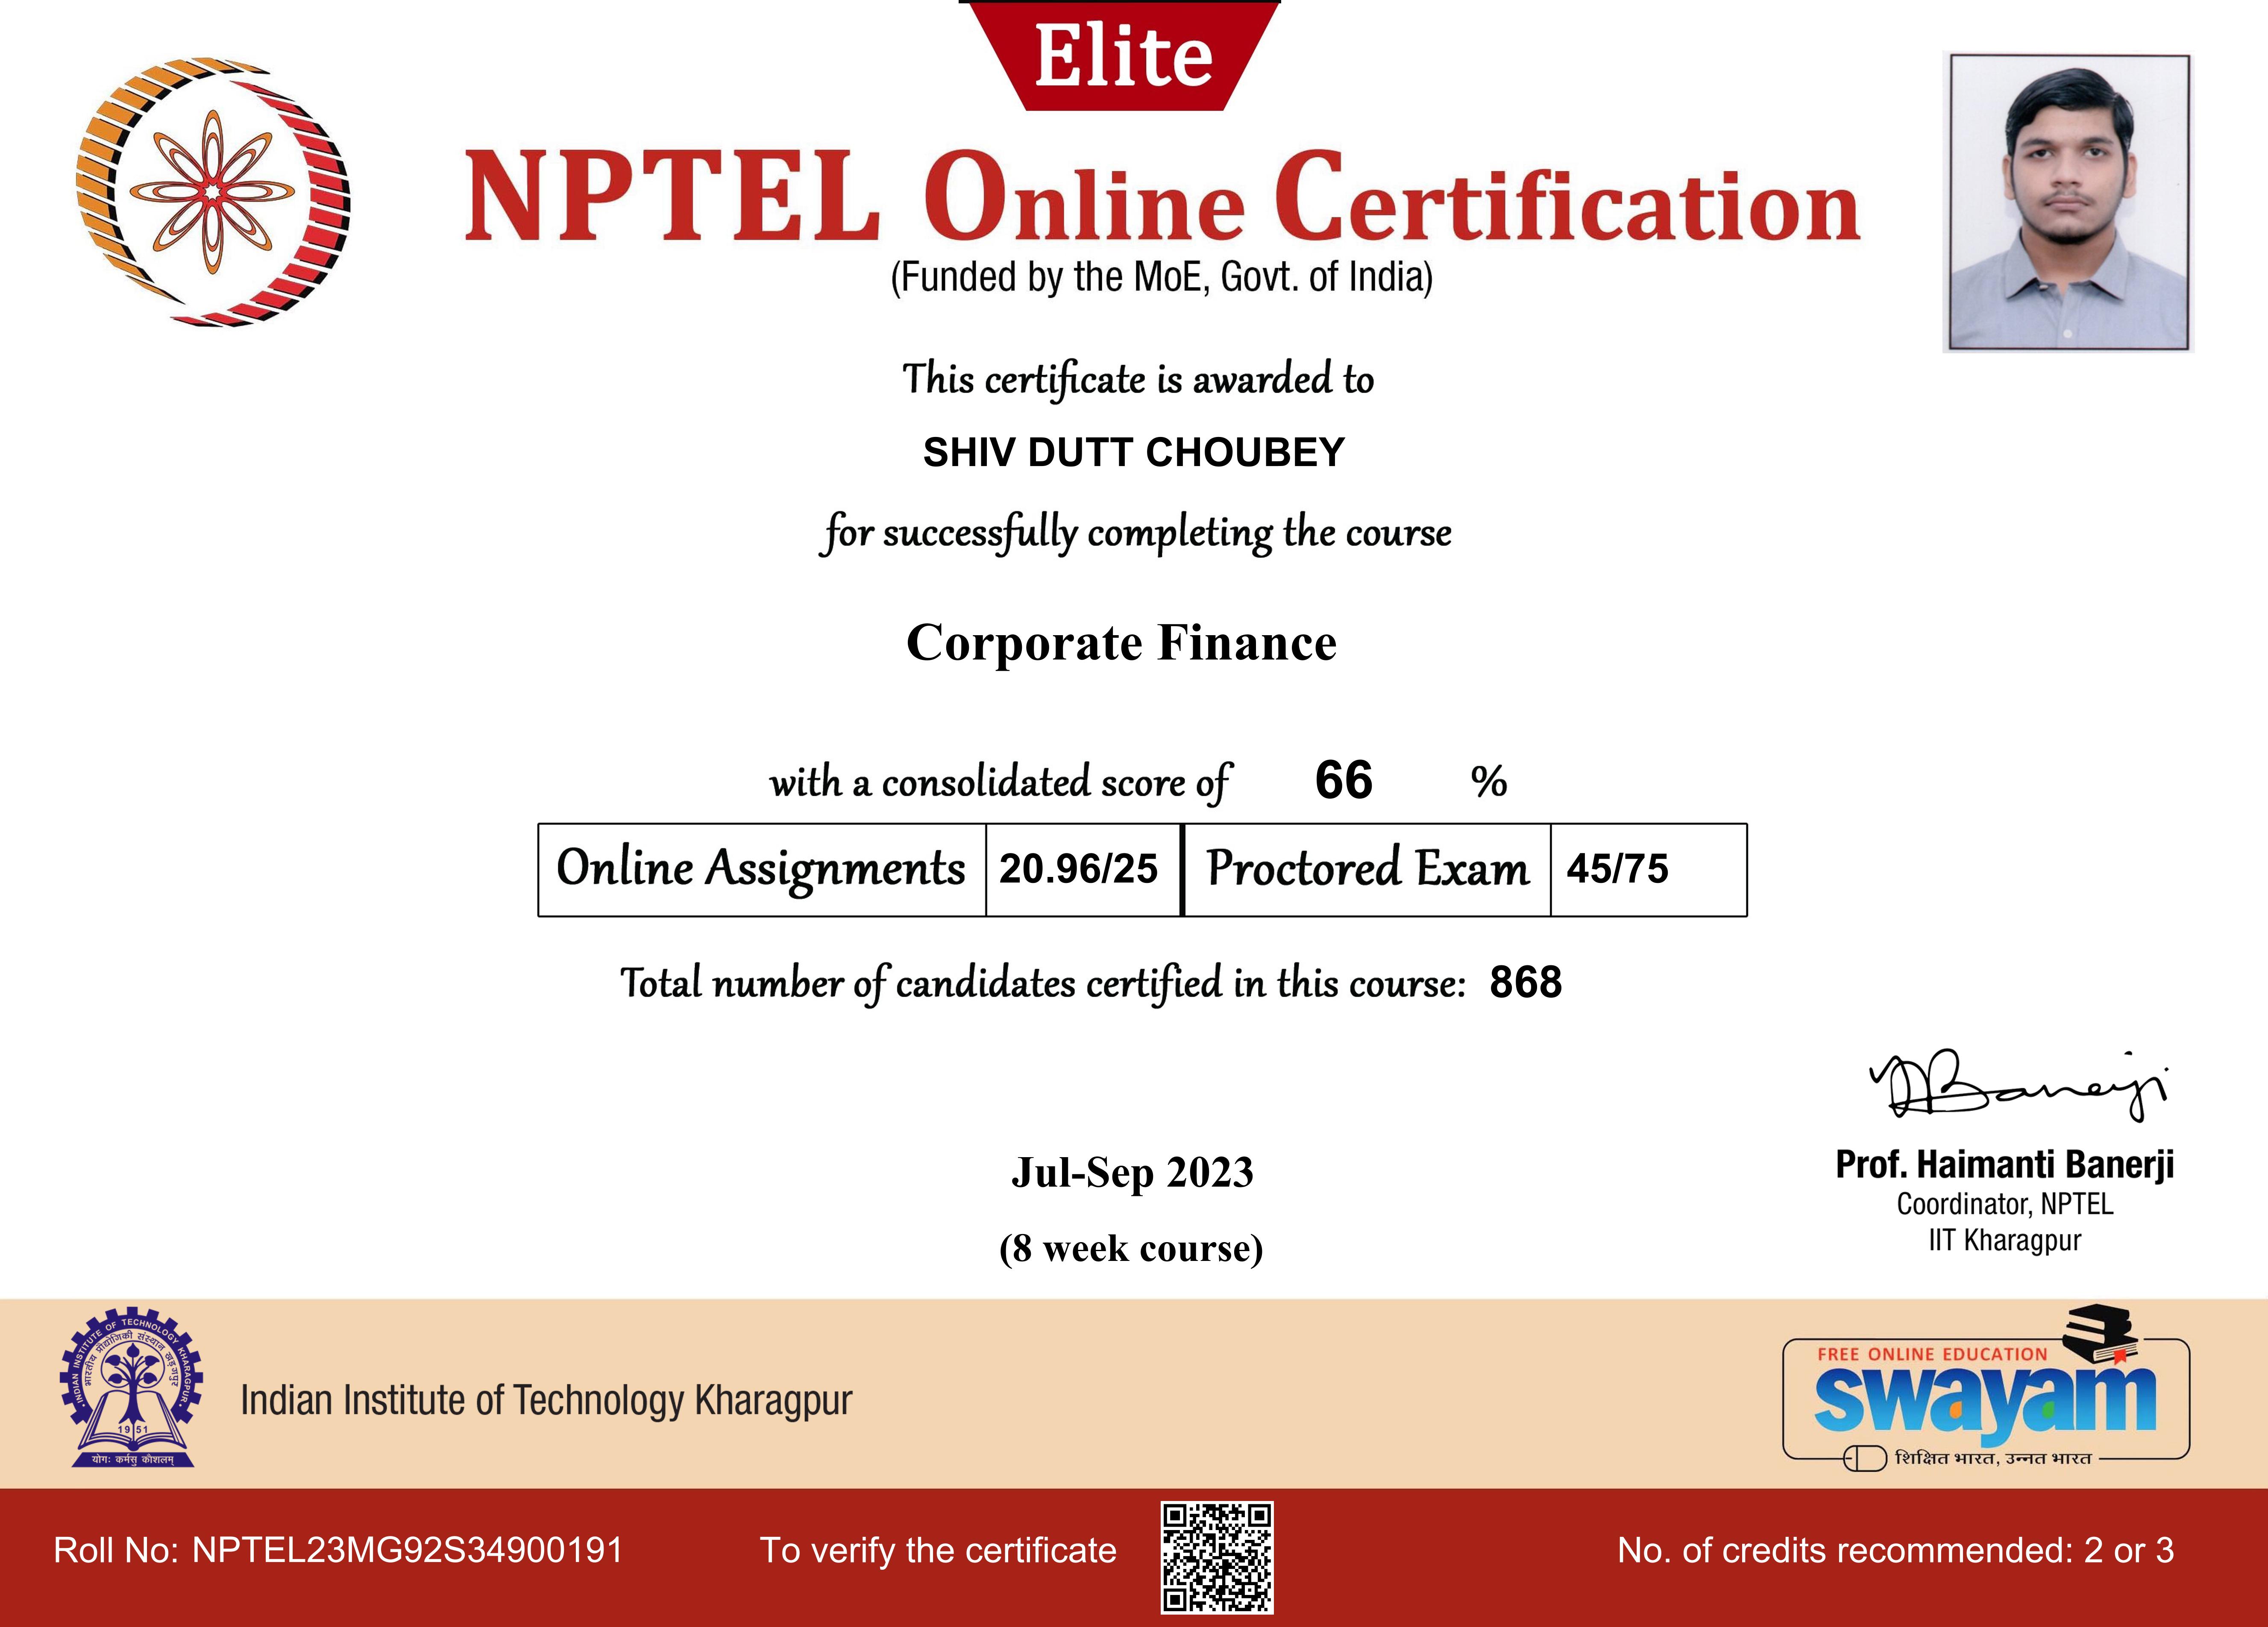 Elite
NPTEL Online Certification
(Funded by the MoE, Govt. of India)
This certificate is awarded to
SHIV DUTT CHOUBEY
for successfully completing the course
Corporate Finance
with a consolidated score of 66 %
Online Assignments 20.96/25 Proctored Exam 45/75
Total number of candidates certified in this course: 868
Banerji
Prof. Haimanti Banerji
Coordinator, NPTEL
IIT Kharagpur
Jul-Sep 2023
(8 week course)
INDIAN INSTITUTE OF TECHNOLOGY KHARAGPUR
भारतीय प्रौद्योगिकी संस्थान खड़गपुर
1951
योगः कर्मसु कौशलम्
Indian Institute of Technology Kharagpur
FREE ONLINE EDUCATION
swayam
शिक्षित भारत, उन्नत भारत
Roll No: NPTEL23MG92S34900191
To verify the certificate
No. of credits recommended: 2 or 3